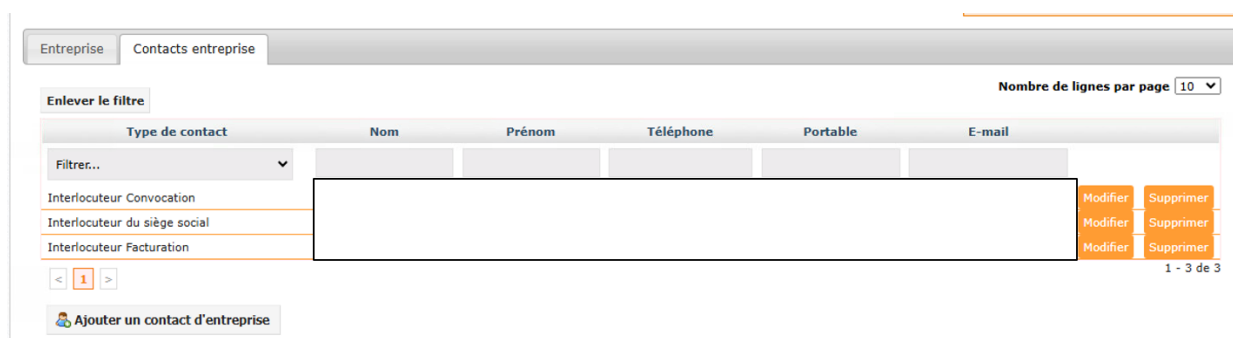 Entreprise Contacts entreprise
Nombre de lignes par page 10
Enlever le filtre
Type de contact Nom Prénom Téléphone Portable E-mail
Filtrer...
Interlocuteur Convocation Modifier Supprimer
Interlocuteur du siège social Modifier Supprimer
Interlocuteur Facturation Modifier Supprimer
1 - 3 de 3
< 1 >
Ajouter un contact d'entreprise